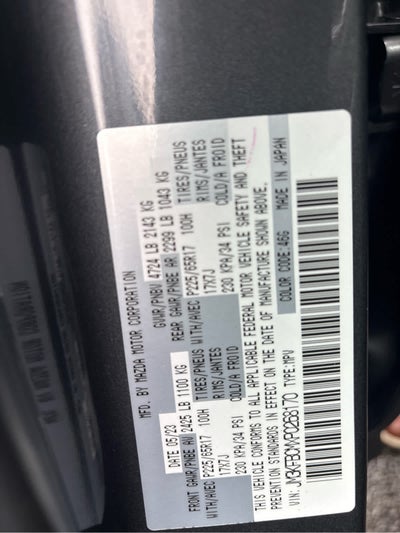 MFD. BY MAZDA MOTOR CORPORATION
DATE 05/23 GVWR/PNBV 4724 LB 2143 KG
FRONT GAWR/PNBE AV 2425 LB 1100 KG REAR GAWR/PNBE AR 2299 LB 1043 KG
WITH/AVEC P225/65R17 100H TIRES/PNEUS WITH/AVEC P225/65R17 100H TIRES/PNEUS
17X7J RIMS/JANTES 17X7J RIMS/JANTES
230 KPA/34 PSI COLD/A FROID 230 KPA/34 PSI COLD/A FROID
THIS VEHICLE CONFORMS TO ALL APPLICABLE FEDERAL MOTOR VEHICLE SAFETY AND THEFT
PREVENTION STANDARDS IN EFFECT ON THE DATE OF MANUFACTURE SHOWN ABOVE.
VIN: TYPE:MPV COLOR CODE:46G MADE IN JAPAN